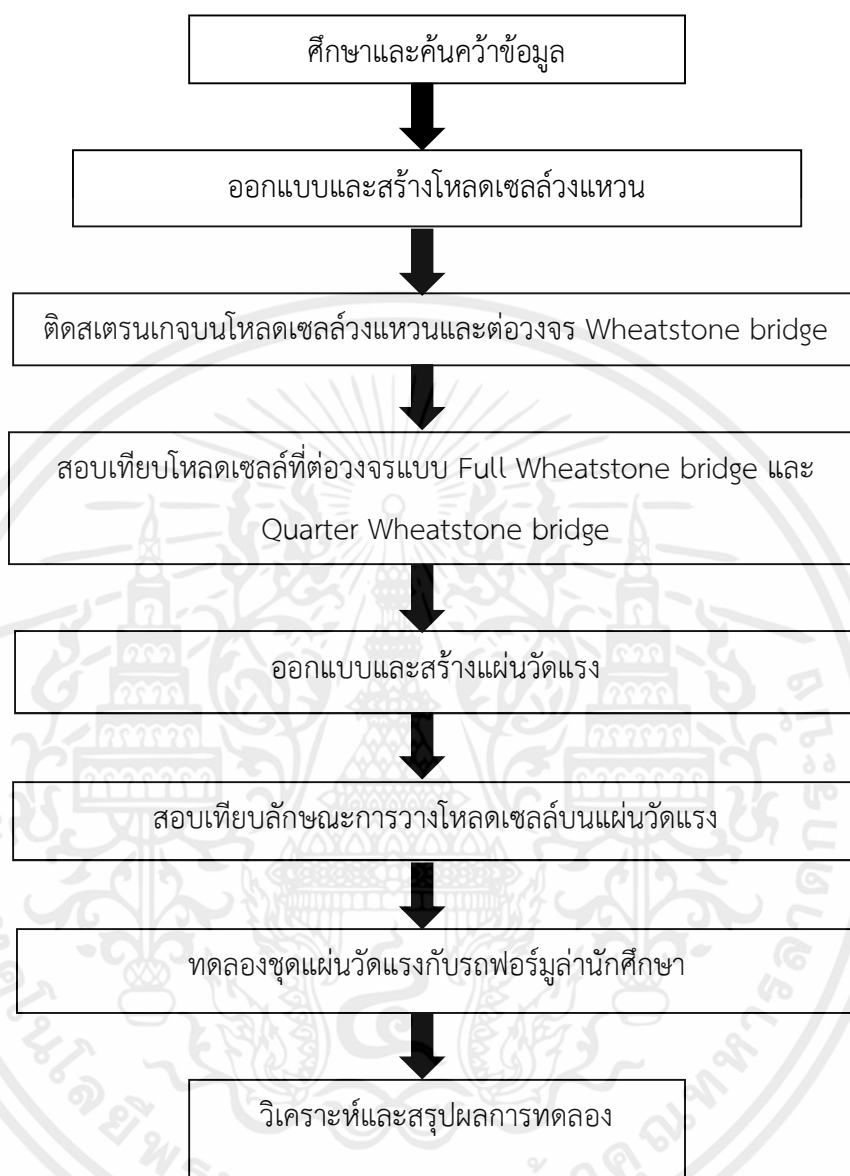 ศึกษาและค้นคว้าข้อมูล
ออกแบบและสร้างโหลดเซลล์วงแหวน
ติดสเตรนเกจบนโหลดเซลล์วงแหวนและต่อวงจร Wheatstone bridge
สอบเทียบโหลดเซลล์ที่ต่อวงจรแบบ Full Wheatstone bridge และ
Quarter Wheatstone bridge
ออกแบบและสร้างแผ่นวัดแรง
สอบเทียบลักษณะการวางโหลดเซลล์บนแผ่นวัดแรง
ทดลองชุดแผ่นวัดแรงกับรถฟอร์มูล่านักศึกษา
วิเคราะห์และสรุปผลการทดลอง